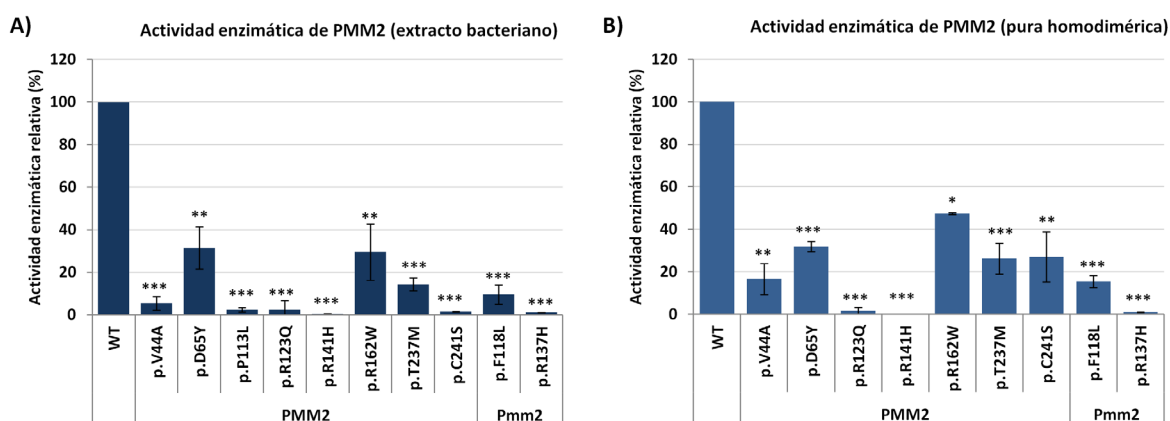 A)
Actividad enzimática de PMM2 (extracto bacteriano)
Actividad enzimática relativa (%)
120
100
80
60
40
20
0
***
**
***
***
***
**
***
***
***
***
WT
p.V44A
p.D65Y
p.P113L
p.R123Q
p.R141H
p.R162W
p.T237M
p.C241S
p.F118L
p.R137H
PMM2
Pmm2
B)
Actividad enzimática de PMM2 (pura homodimérica)
Actividad enzimática relativa (%)
120
100
80
60
40
20
0
**
***
***
***
*
***
**
***
***
WT
p.V44A
p.D65Y
p.R123Q
p.R141H
p.R162W
p.T237M
p.C241S
p.F118L
p.R137H
PMM2
Pmm2